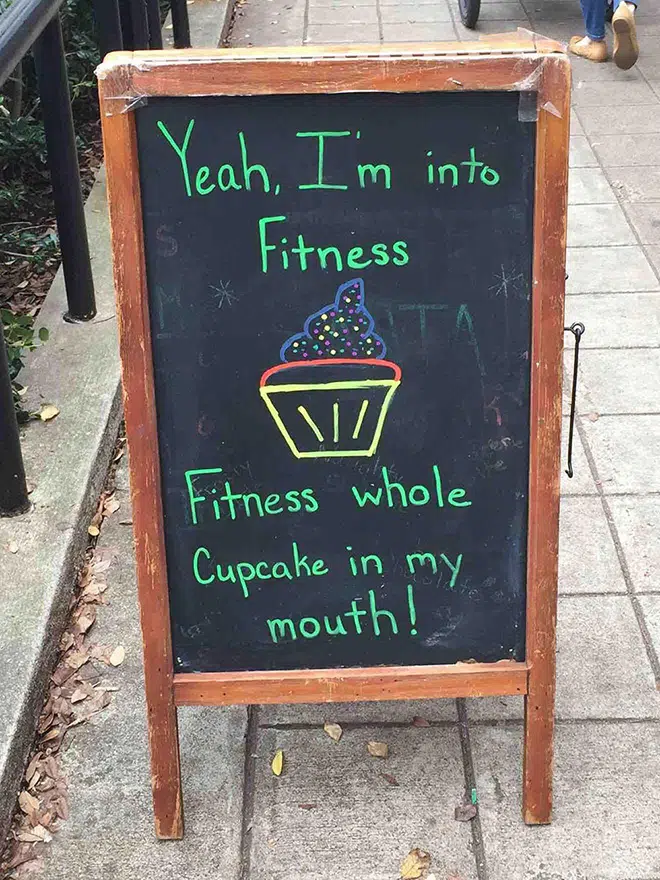 Yeah, I'm into
Fitness
Fitness whole
Cupcake in my
mouth!